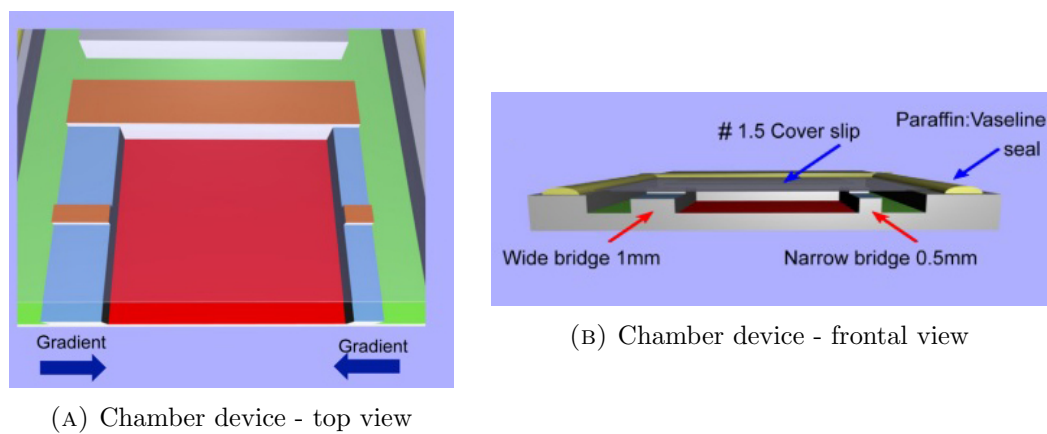 Gradient
Gradient
(A) Chamber device - top view
# 1.5 Cover slip
Paraffin:Vaseline
seal
Wide bridge 1mm
Narrow bridge 0.5mm
(B) Chamber device - frontal view